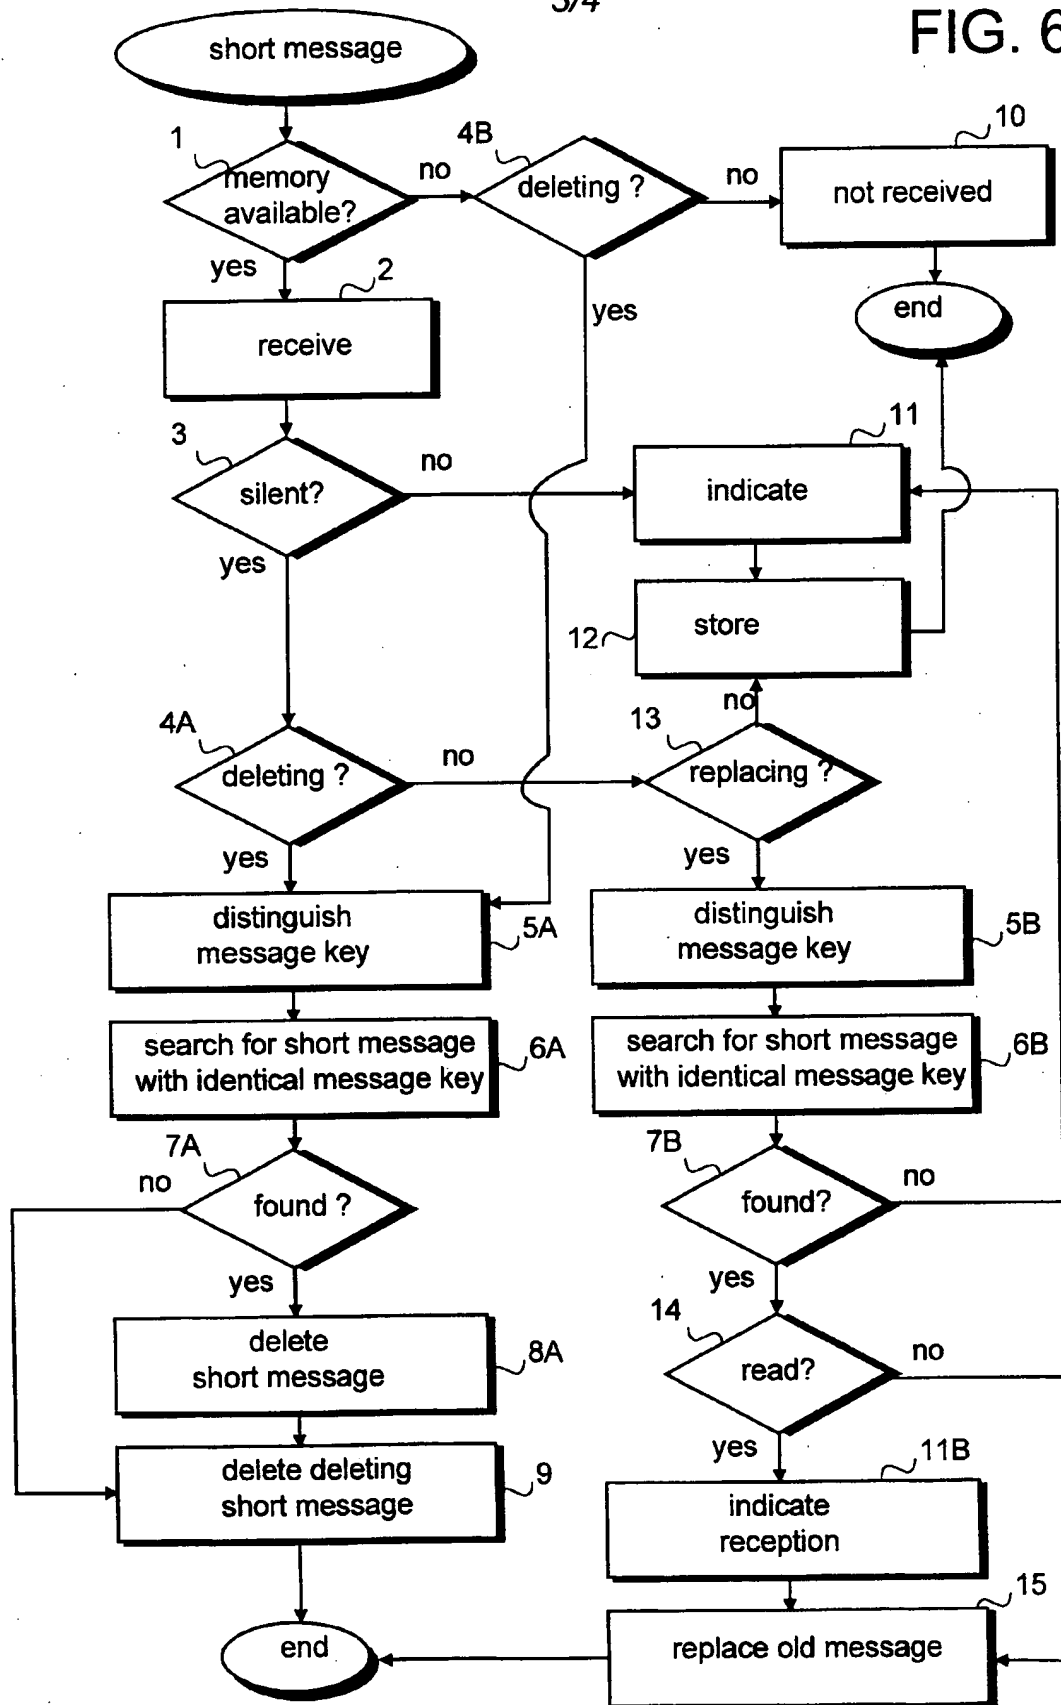 3/4
FIG. 6
short message
1
memory
available?
no
4B
deleting ?
no
10
not received
yes
2
yes
end
receive
3
silent?
no
11
indicate
yes
12
store
no
4A
deleting ?
no
13
replacing ?
yes
yes
distinguish
message key
5A
distinguish
message key
5B
search for short message
with identical message key
6A
search for short message
with identical message key
6B
7A
no
found ?
7B
found?
no
yes
yes
delete
short message
8A
14
read?
no
yes
delete deleting
short message
9
11B
indicate
reception
15
end
replace old message